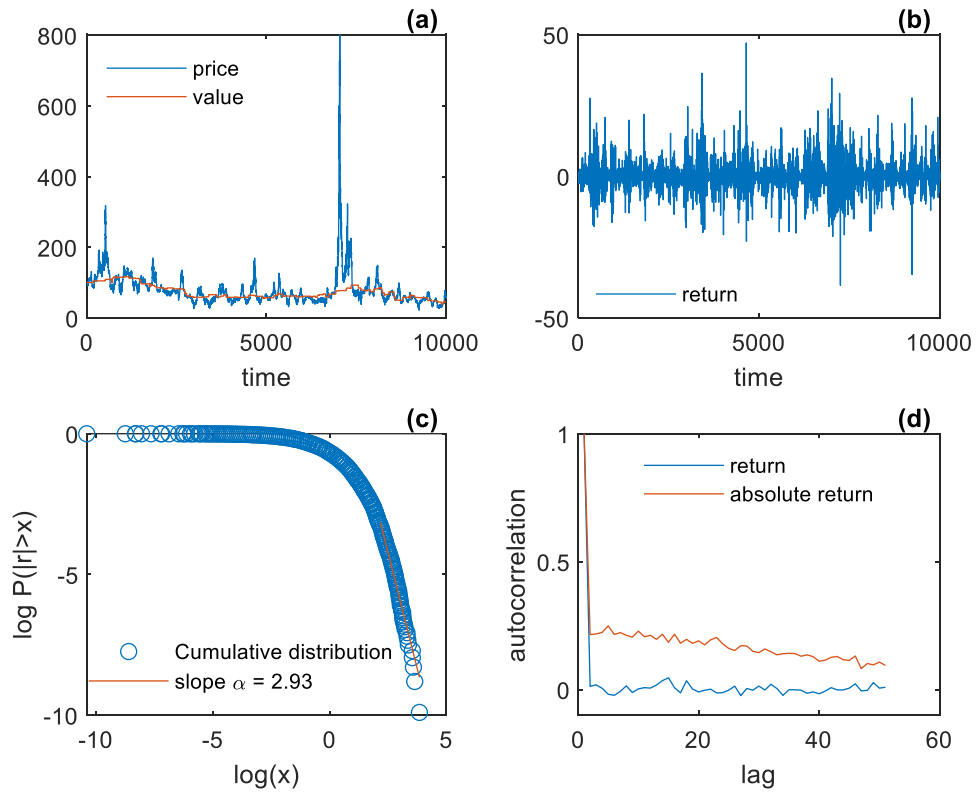 (a)
800
600
400
200
0
0
5000
10000
time
price
value
(b)
50
0
-50
0
5000
10000
time
return
(c)
0
-5
-10
-10
-5
0
5
log(x)
log P(|r|>x)
Cumulative distribution
slope α = 2.93
(d)
1
0.5
0
0
20
40
60
lag
autocorrelation
return
absolute return